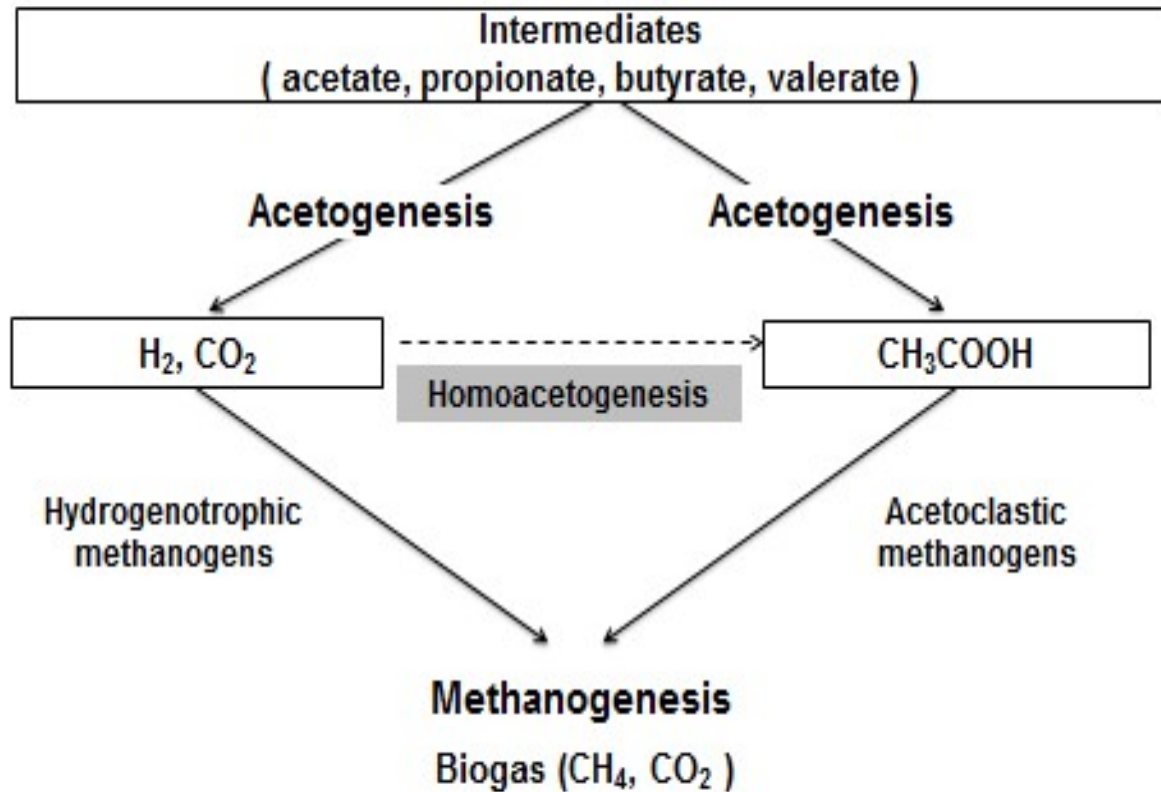 Intermediates
( acetate, propionate, butyrate, valerate )
Acetogenesis
Acetogenesis
H₂, CO₂
CH₃COOH
Homoacetogenesis
Hydrogenotrophic
methanogens
Acetoclastic
methanogens
Methanogenesis
Biogas (CH₄, CO₂ )